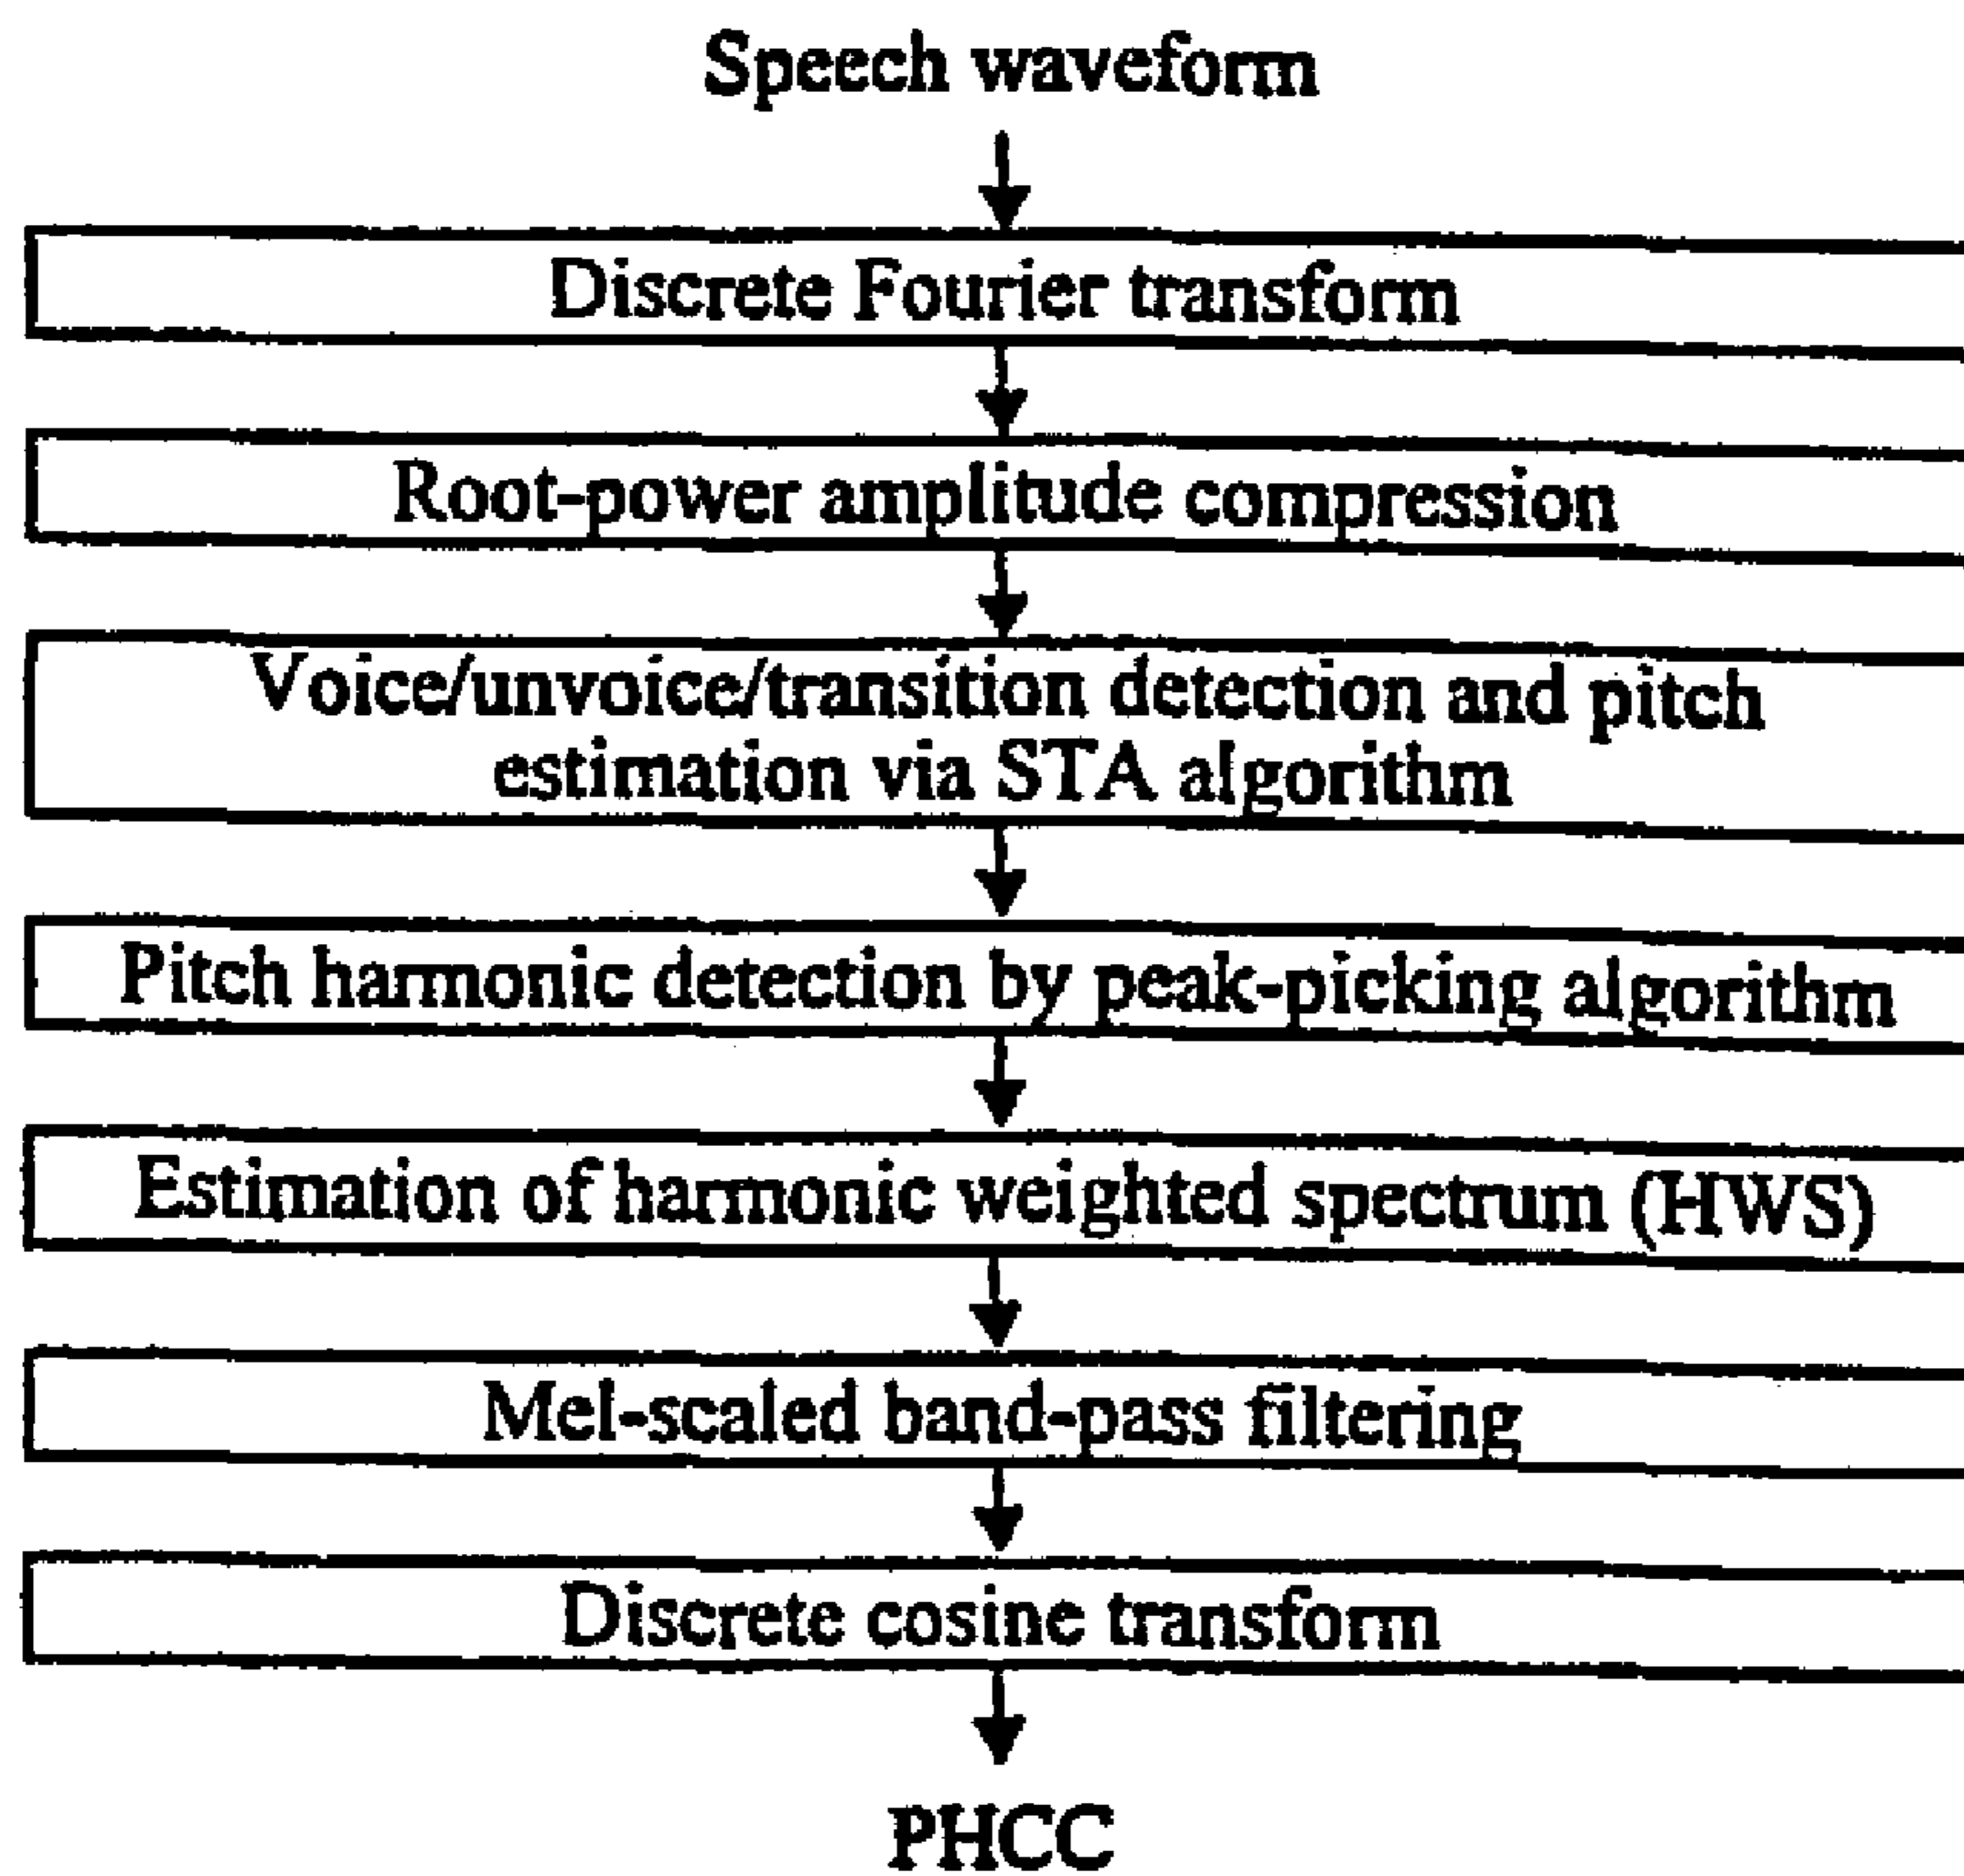 Speech waveform
Discrete Fourier transform
Root-power amplitude compression
Voice/unvoice/transition detection and pitch
estimation via STA algorithm
Pitch harmonic detection by peak-picking algorithm
Estimation of harmonic weighted spectrum (HWS)
Mel-scaled band-pass filtering
Discrete cosine transform
PHCC